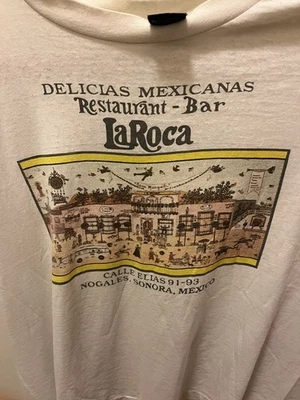 DELICIAS MEXICANAS
Restaurant - Bar
LaRoca
CALLE ELIAS 91-93
NOGALES, SONORA, MEXICO